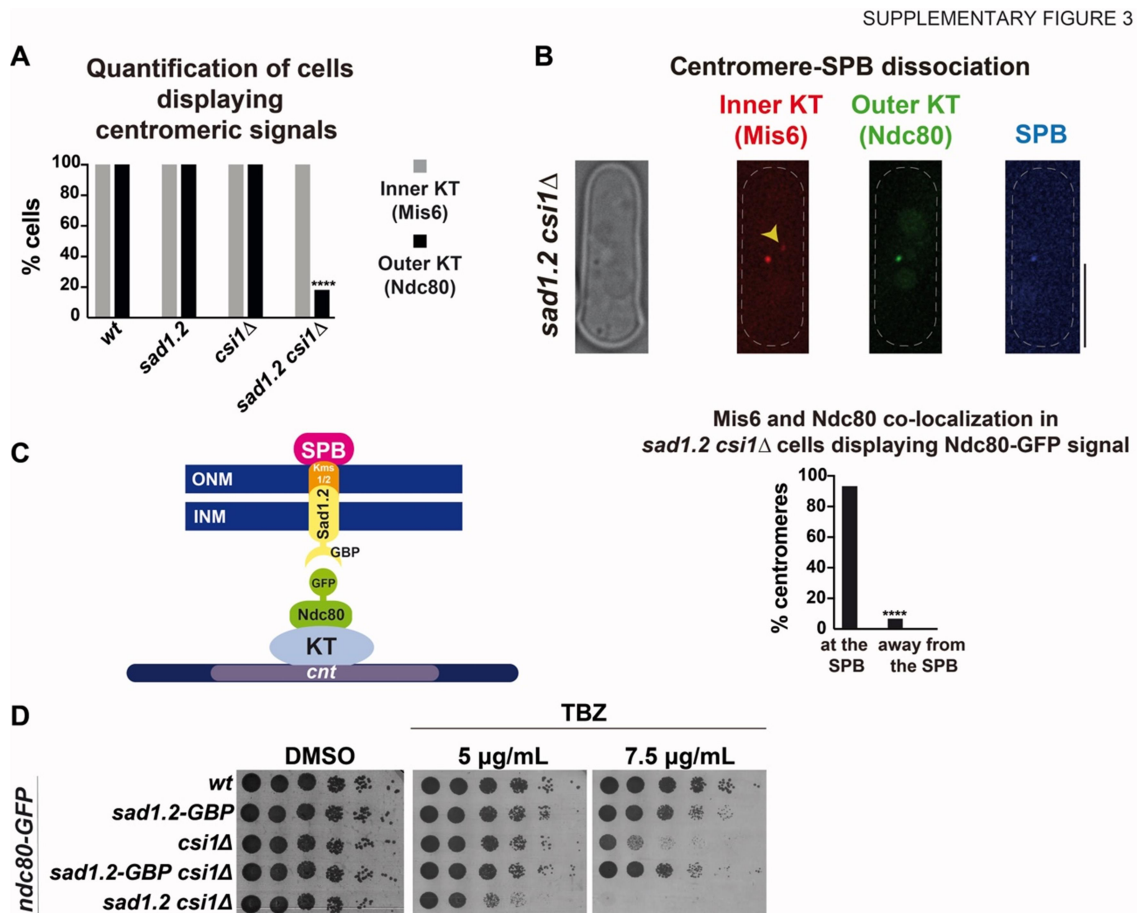 SUPPLEMENTARY FIGURE 3
A
Quantification of cells
displaying
centromeric signals
100
80
60
40
20
0
% cells
****
wt
sad1.2
csi1Δ
sad1.2 csi1Δ
Inner KT
(Mis6)
Outer KT
(Ndc80)
B
Centromere-SPB dissociation
Inner KT
(Mis6)
Outer KT
(Ndc80)
SPB
sad1.2 csi1Δ
Mis6 and Ndc80 co-localization in
sad1.2 csi1Δ cells displaying Ndc80-GFP signal
100
80
60
40
20
0
% centromeres
****
at the
SPB
away from
the SPB
C
SPB
Kms
1/2
ONM
INM
Sad1.2
GBP
GFP
Ndc80
KT
cnt
D
TBZ
DMSO
5 µg/mL
7.5 µg/mL
ndc80-GFP
wt
sad1.2-GBP
csi1Δ
sad1.2-GBP csi1Δ
sad1.2 csi1Δ